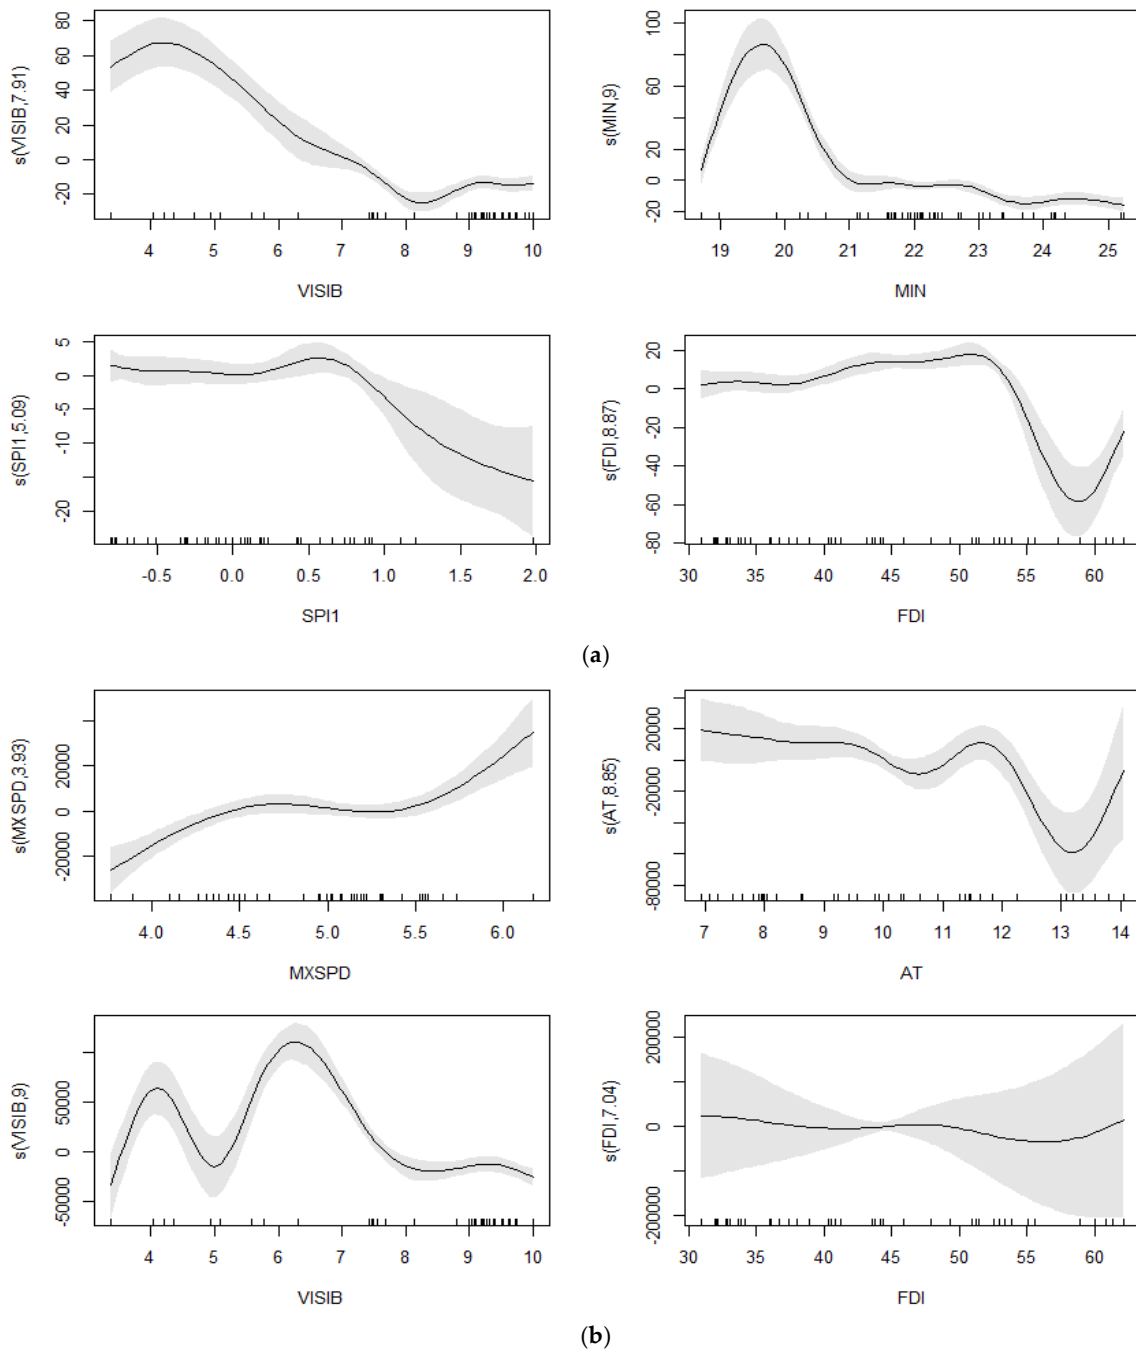 s(VISIB,7.91)
80
60
40
20
0
-20
4 5 6 7 8 9 10
VISIB
s(MIN,9)
100
60
20
0
-20
19 20 21 22 23 24 25
MIN
s(SPI1,5.09)
5
0
-5
-10
-20
-0.5 0.0 0.5 1.0 1.5 2.0
SPI1
s(FDI,8.87)
20
0
-20
-40
-60
-80
30 35 40 45 50 55 60
FDI
(a)
s(MXSPD,3.93)
20000
0
-20000
4.0 4.5 5.0 5.5 6.0
MXSPD
s(AT,8.85)
20000
-20000
-80000
7 8 9 10 11 12 13 14
AT
s(VISIB,9)
50000
0
-50000
4 5 6 7 8 9 10
VISIB
s(FDI,7.04)
200000
0
-200000
30 35 40 45 50 55 60
FDI
(b)